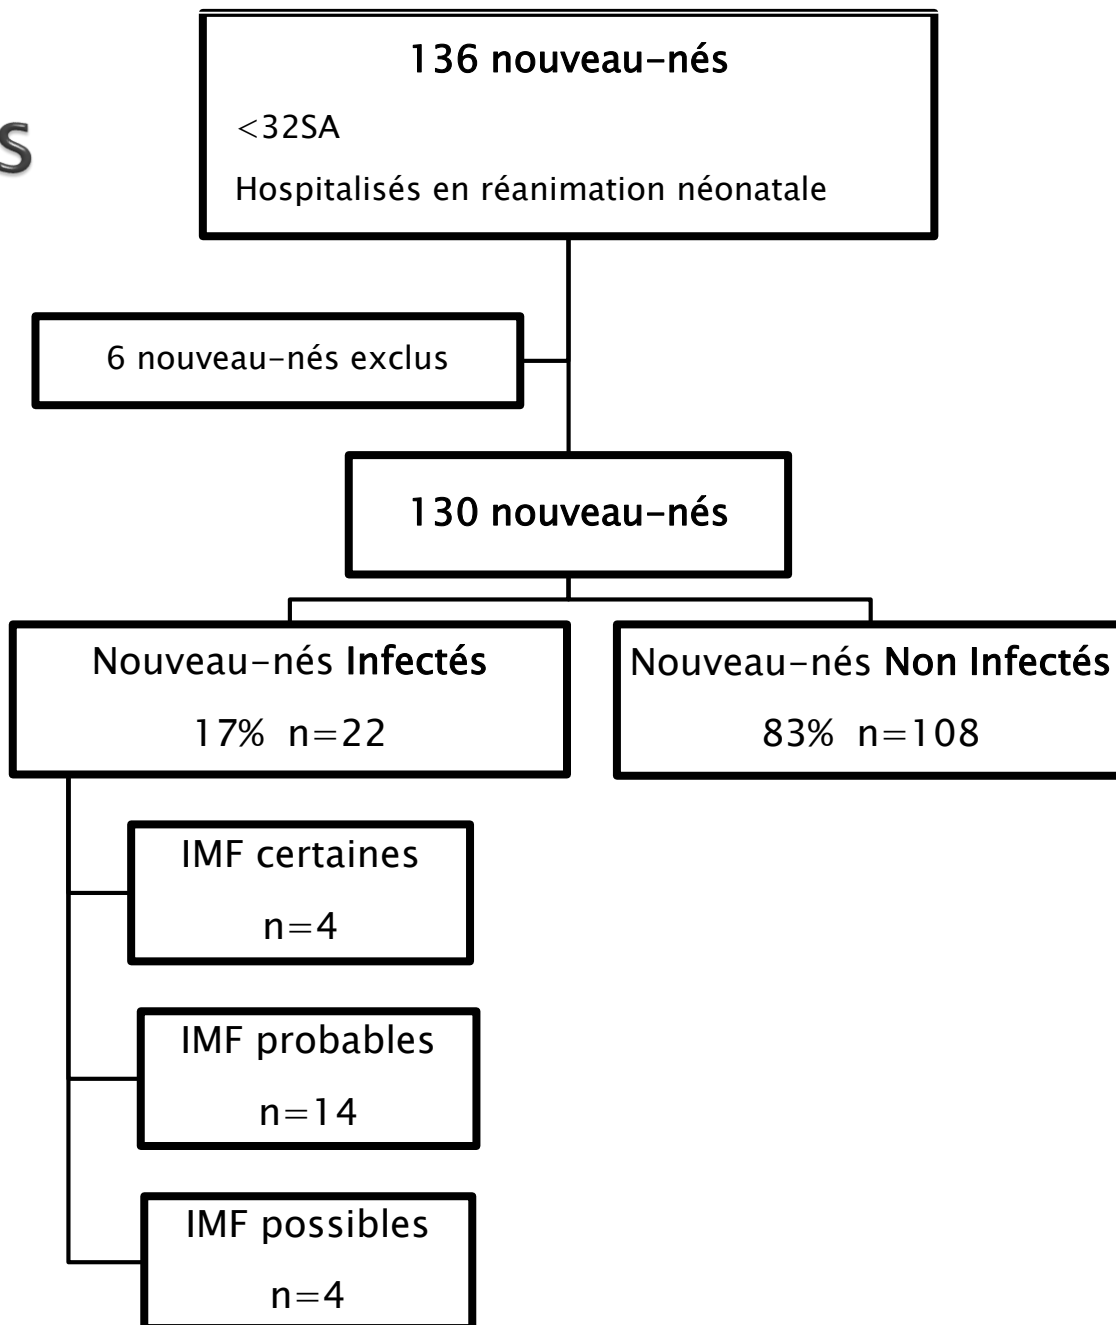 s
136 nouveau-nés
<32SA
Hospitalisés en réanimation néonatale
6 nouveau-nés exclus
130 nouveau-nés
Nouveau-nés Infectés
17% n=22
Nouveau-nés Non Infectés
83% n=108
IMF certaines
n=4
IMF probables
n=14
IMF possibles
n=4